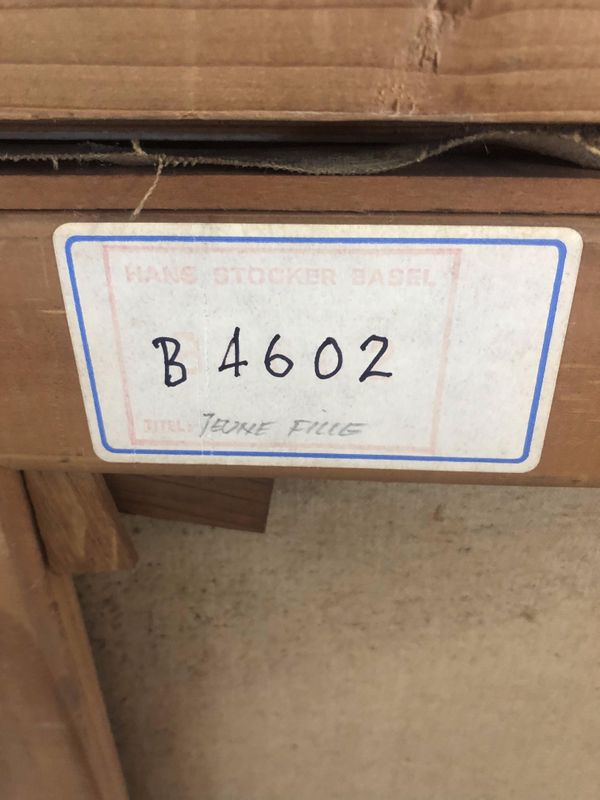 HANS STOCKER BASEL
B 4602
TITEL: JEUNE FILLE